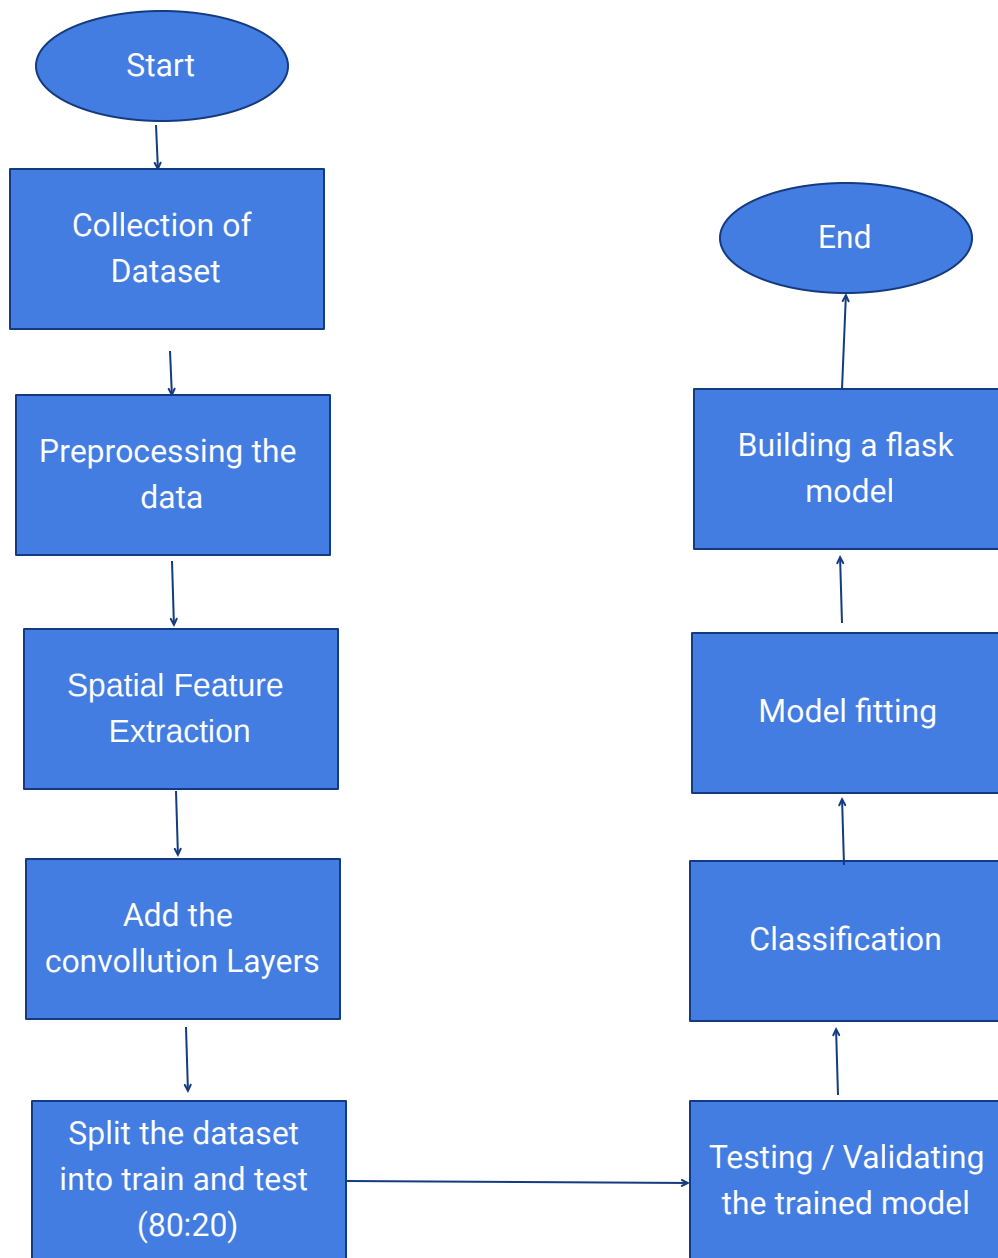 Start
Collection of
Dataset
Preprocessing the
data
Spatial Feature
Extraction
Add the
convollution Layers
Split the dataset
into train and test
(80:20)
Testing / Validating
the trained model
Classification
Model fitting
Building a flask
model
End